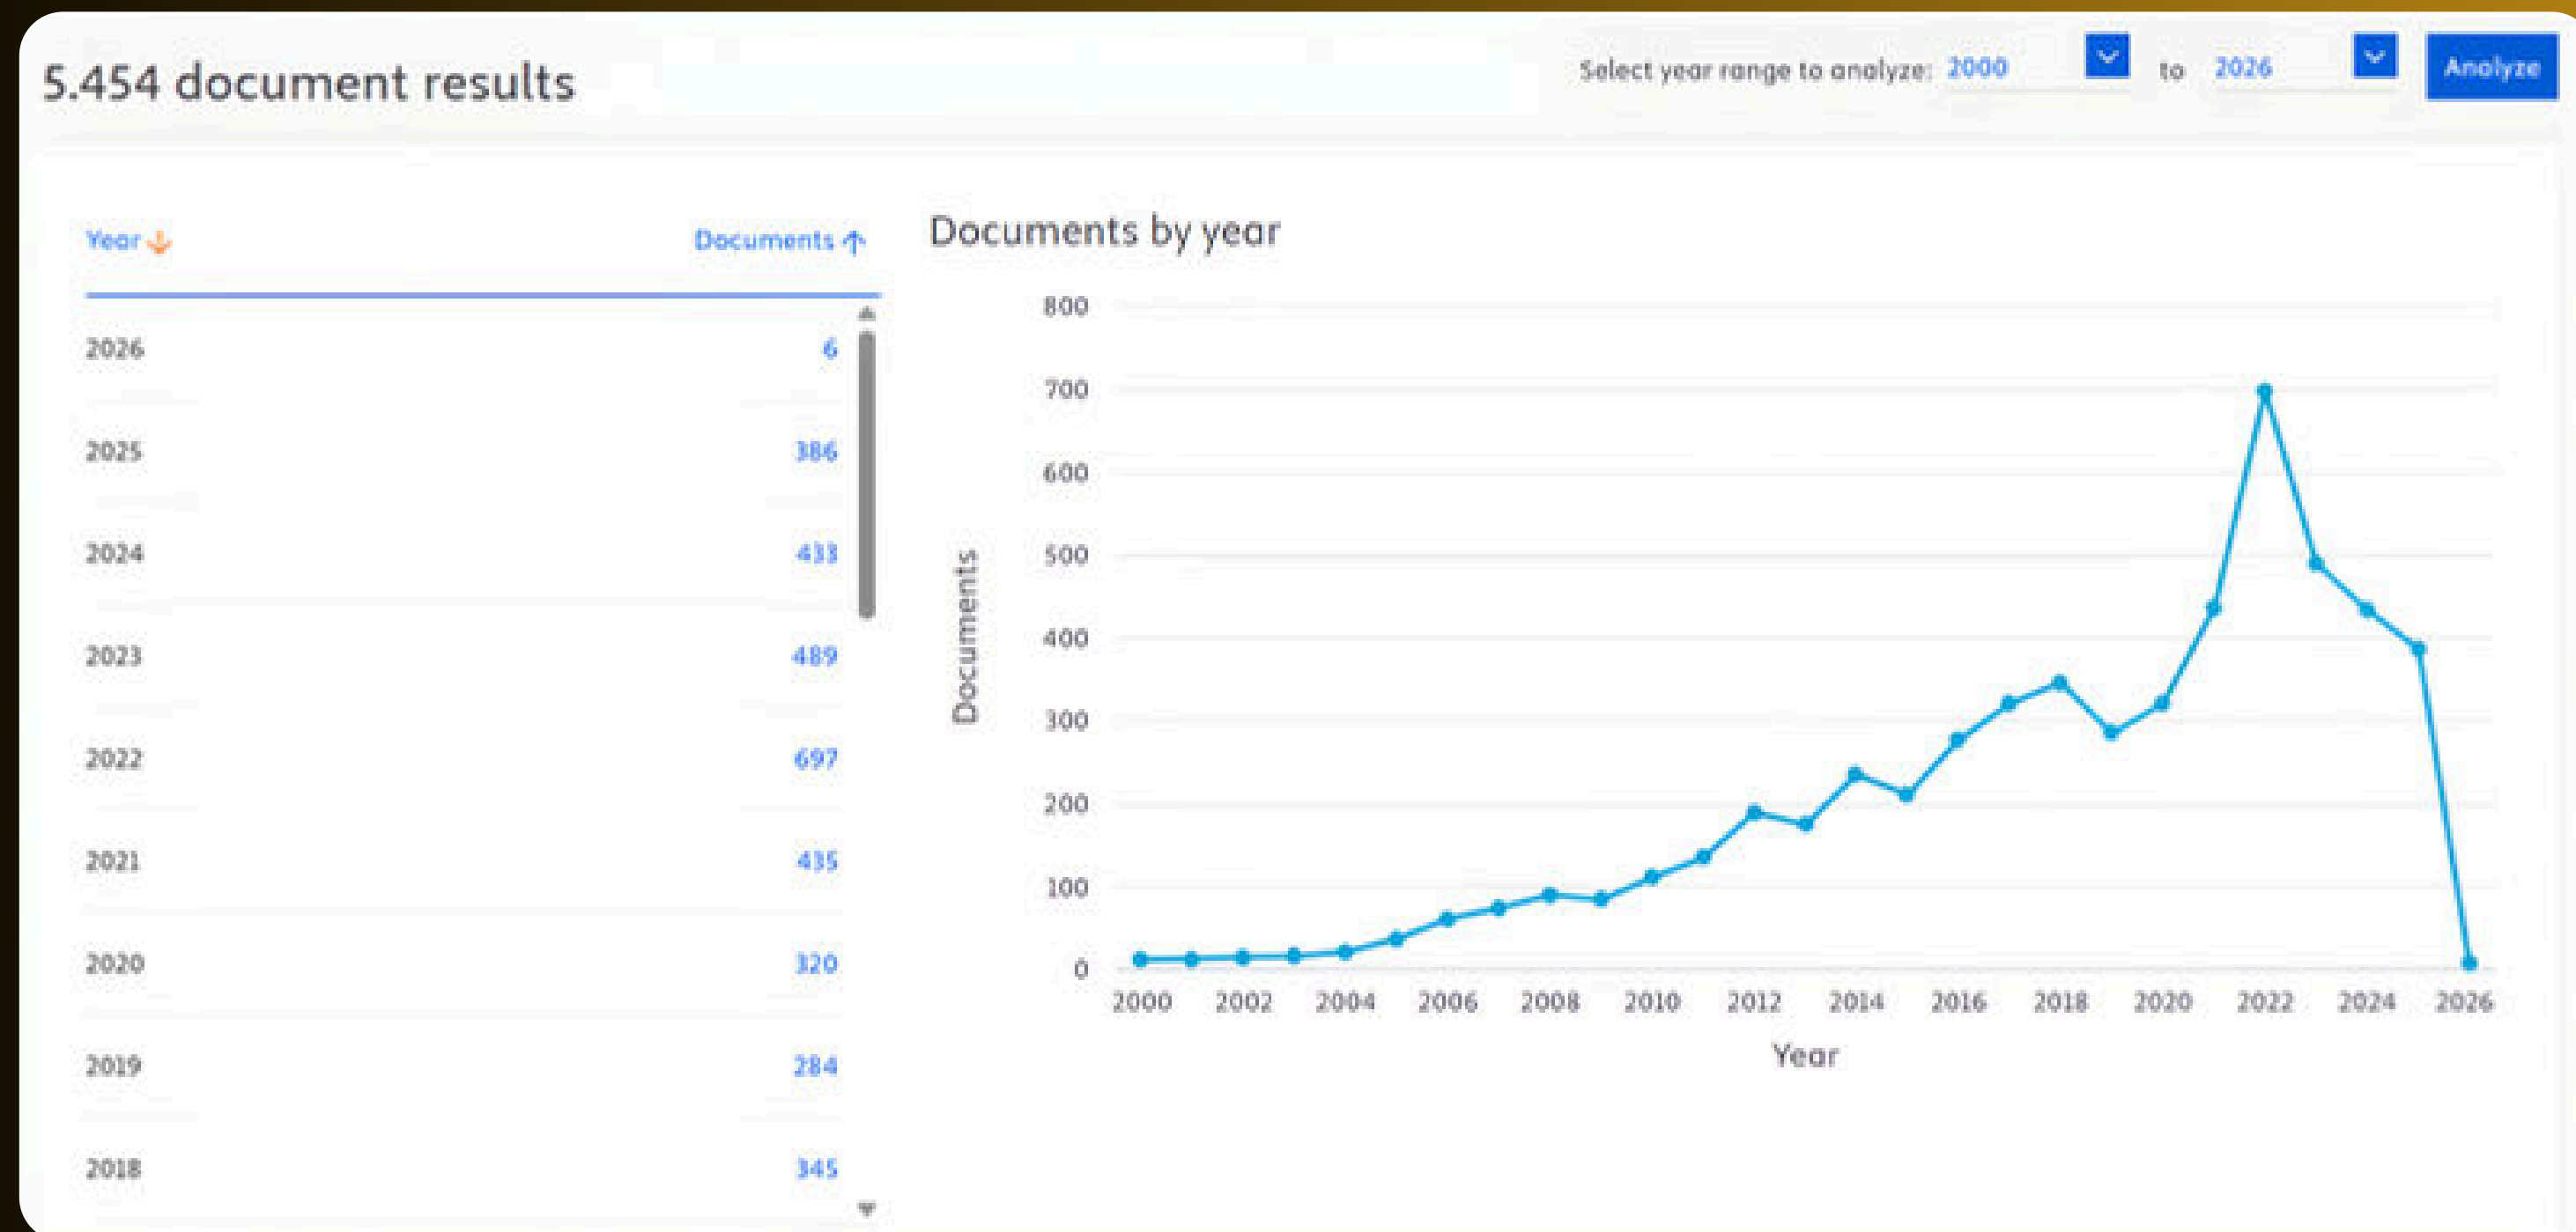 5.454 document results
Select year range to analyze: 2000 to 2026 Analyze
Year Documents
2026 6
2025 386
2024 433
2023 489
2022 697
2021 435
2020 320
2019 284
2018 345
Documents by year
800
700
600
500
400
300
200
100
0
Documents
2000 2002 2004 2006 2008 2010 2012 2014 2016 2018 2020 2022 2024 2026
Year